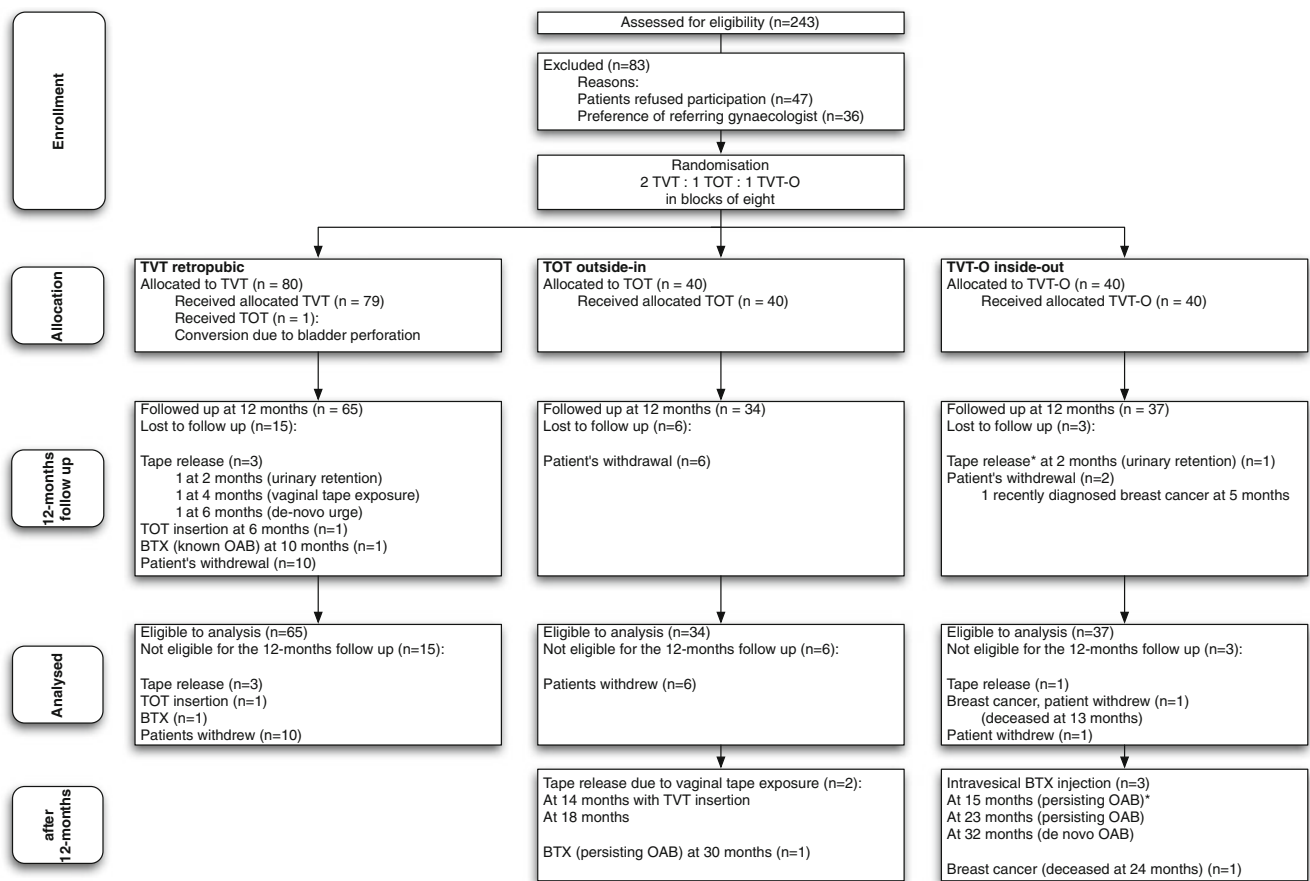 Enrollment
Assessed for eligibility (n=243)
Excluded (n=83)
Reasons:
Patients refused participation (n=47)
Preference of referring gynaecologist (n=36)
Randomisation
2 TVT : 1 TOT : 1 TVT-O
in blocks of eight
Allocation
TVT retropubic
Allocated to TVT (n = 80)
Received allocated TVT (n = 79)
Received TOT (n = 1):
Conversion due to bladder perforation
TOT outside-in
Allocated to TOT (n = 40)
Received allocated TOT (n = 40)
TVT-O inside-out
Allocated to TVT-O (n = 40)
Received allocated TVT-O (n = 40)
12-months
follow up
Followed up at 12 months (n = 65)
Lost to follow up (n=15):
Tape release (n=3)
1 at 2 months (urinary retention)
1 at 4 months (vaginal tape exposure)
1 at 6 months (de-novo urge)
TOT insertion at 6 months (n=1)
BTX (known OAB) at 10 months (n=1)
Patient's withdrewal (n=10)
Followed up at 12 months (n = 34)
Lost to follow up (n=6):
Patient's withdrawal (n=6)
Followed up at 12 months (n = 37)
Lost to follow up (n=3):
Tape release* at 2 months (urinary retention) (n=1)
Patient's withdrewal (n=2)
1 recently diagnosed breast cancer at 5 months
Analysed
Eligible to analysis (n=65)
Not eligible for the 12-months follow up (n=15):
Tape release (n=3)
TOT insertion (n=1)
BTX (n=1)
Patients withdrew (n=10)
Eligible to analysis (n=34)
Not eligible for the 12-months follow up (n=6):
Patients withdrew (n=6)
Eligible to analysis (n=37)
Not eligible for the 12-months follow up (n=3):
Tape release (n=1)
Breast cancer, patient withdrew (n=1)
(deceased at 13 months)
Patient withdrew (n=1)
after
12-months
Tape release due to vaginal tape exposure (n=2):
At 14 months with TVT insertion
At 18 months
BTX (persisting OAB) at 30 months (n=1)
Intravesical BTX injection (n=3)
At 15 months (persisting OAB)*
At 23 months (persisting OAB)
At 32 months (de novo OAB)
Breast cancer (deceased at 24 months) (n=1)